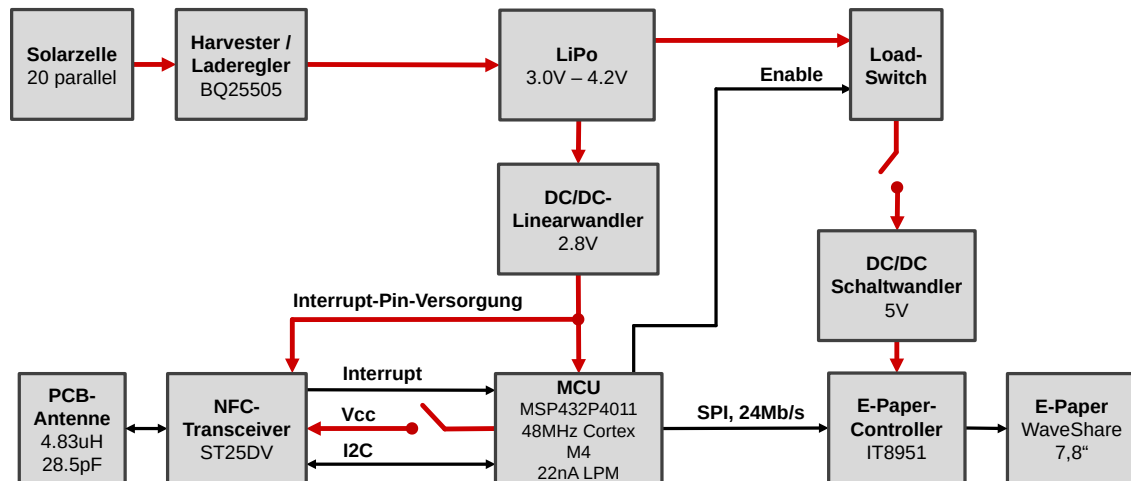 Solarzelle
20 parallel
Harvester /
Laderegler
BQ25505
LiPo
3.0V – 4.2V
Load-
Switch
Enable
DC/DC-
Linearwandler
2.8V
DC/DC
Schaltwandler
5V
Interrupt-Pin-Versorgung
PCB-
Antenne
4.83uH
28.5pF
NFC-
Transceiver
ST25DV
Interrupt
Vcc
I2C
MCU
MSP432P4011
48MHz Cortex
M4
22nA LPM
SPI, 24Mb/s
E-Paper-
Controller
IT8951
E-Paper
WaveShare
7,8“